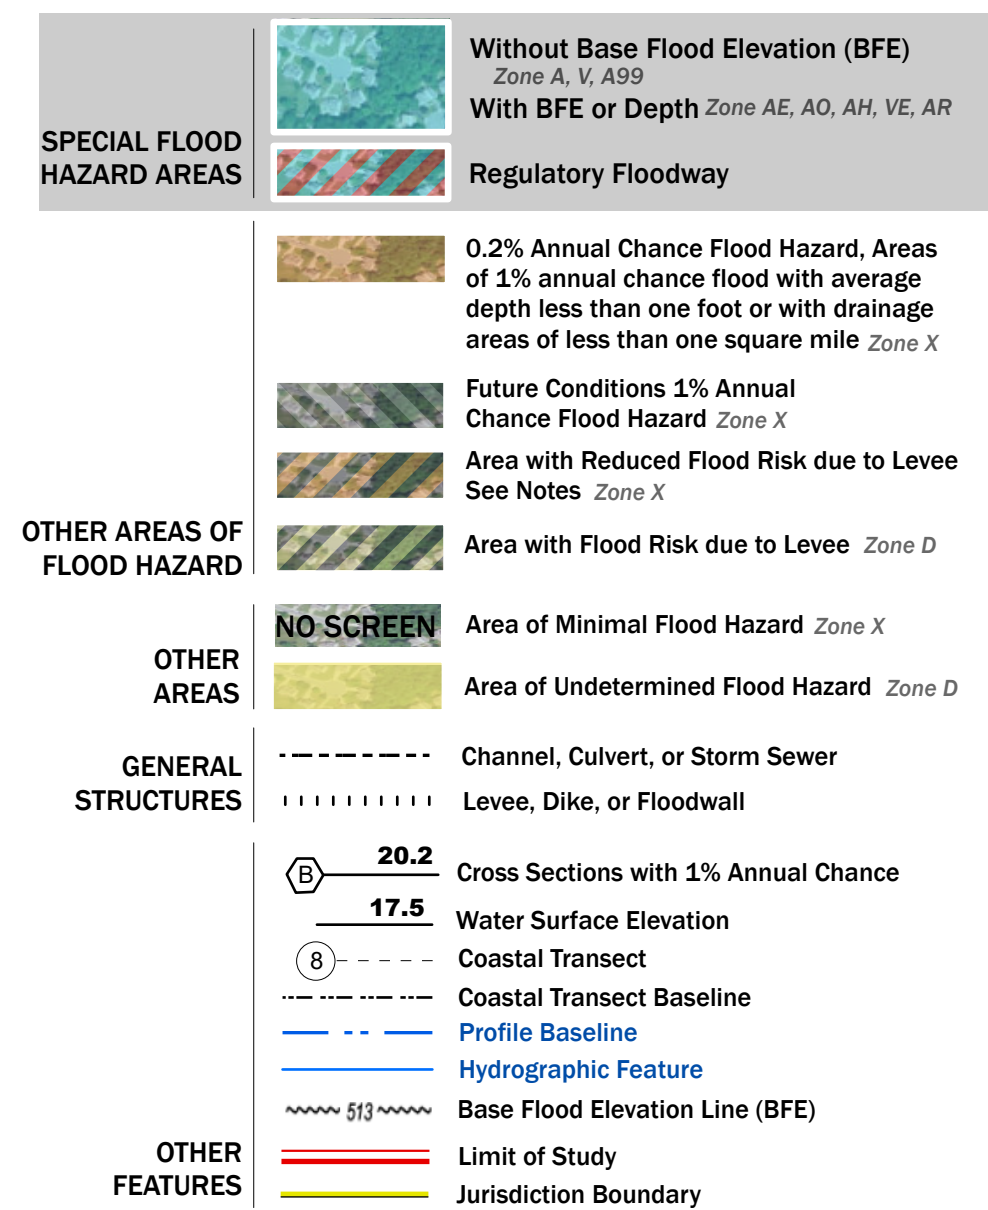 SPECIAL FLOOD
HAZARD AREAS
Without Base Flood Elevation (BFE)
Zone A, V, A99
With BFE or Depth Zone AE, AO, AH, VE, AR
Regulatory Floodway
OTHER AREAS OF
FLOOD HAZARD
0.2% Annual Chance Flood Hazard, Areas
of 1% annual chance flood with average
depth less than one foot or with drainage
areas of less than one square mile Zone X
Future Conditions 1% Annual
Chance Flood Hazard Zone X
Area with Reduced Flood Risk due to Levee
See Notes Zone X
Area with Flood Risk due to Levee Zone D
OTHER
AREAS
NO SCREEN Area of Minimal Flood Hazard Zone X
Area of Undetermined Flood Hazard Zone D
GENERAL
STRUCTURES
Channel, Culvert, or Storm Sewer
Levee, Dike, or Floodwall
OTHER
FEATURES
B 20.2 Cross Sections with 1% Annual Chance
17.5 Water Surface Elevation
8 Coastal Transect
Coastal Transect Baseline
Profile Baseline
Hydrographic Feature
513 Base Flood Elevation Line (BFE)
Limit of Study
Jurisdiction Boundary